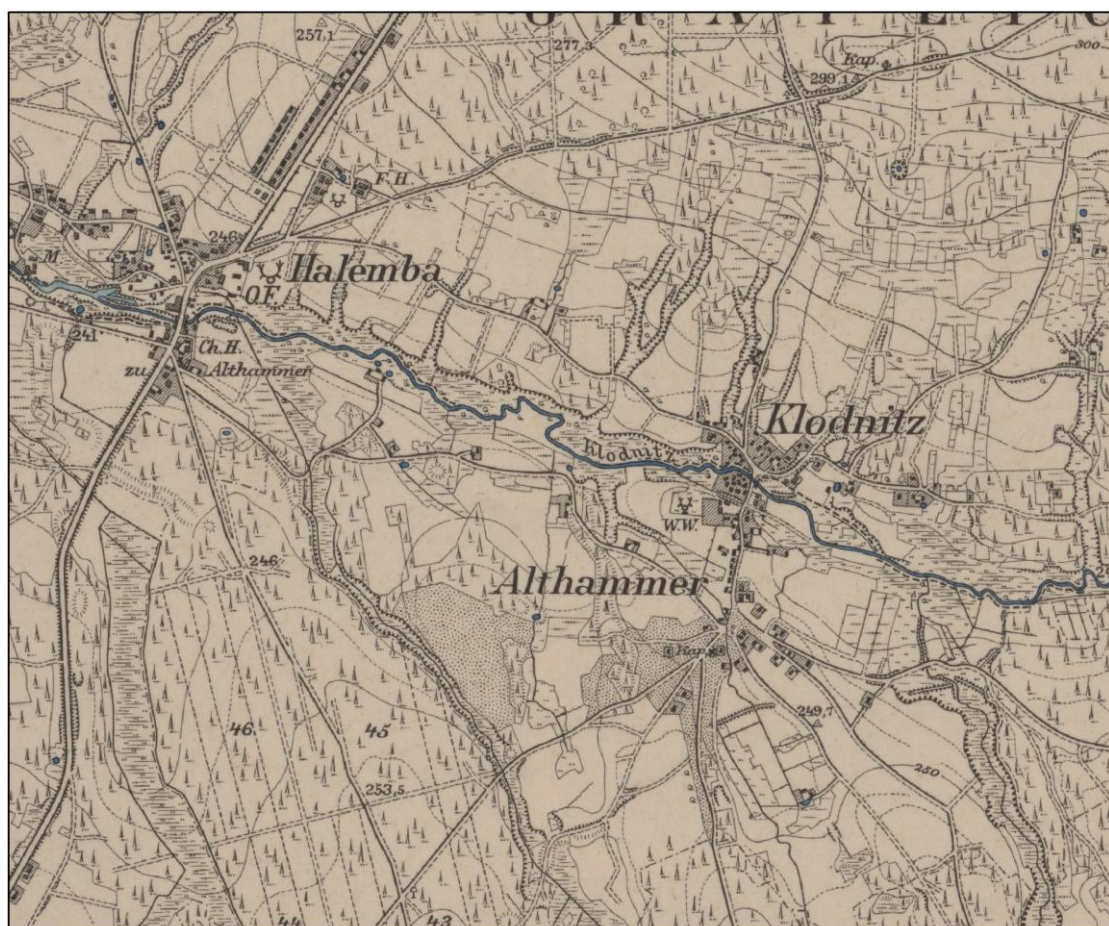 257,1
277,3
300
Kap.
299,1
F.H.
M
246
Halemba
O.F.
241
Ch.H.
zu
Althammer
Klodnitz
Klodnitz
W.W.
246
Althammer
Kap.
46
45
249,7
250
253,5
44
43